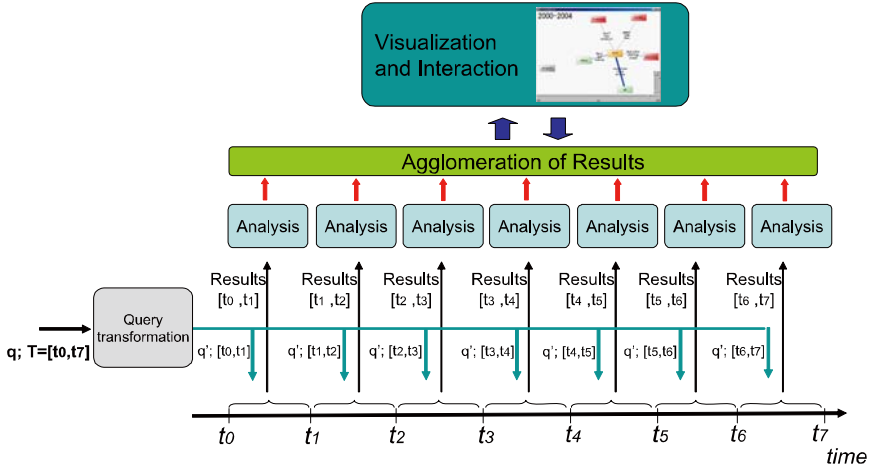 2000-2004
Visualization
and Interaction
Agglomeration of Results
Analysis Analysis Analysis Analysis Analysis Analysis Analysis
Results Results Results Results Results Results Results
[t0 ,t1] [t1 ,t2] [t2 ,t3] [t3 ,t4] [t4 ,t5] [t5 ,t6] [t6 ,t7]
Query
transformation
q; T=[t0,t7]
q'; [t0,t1] q'; [t1,t2] q'; [t2,t3] q'; [t3,t4] q'; [t4,t5] q'; [t5,t6] q'; [t6,t7]
t0 t1 t2 t3 t4 t5 t6 t7
time